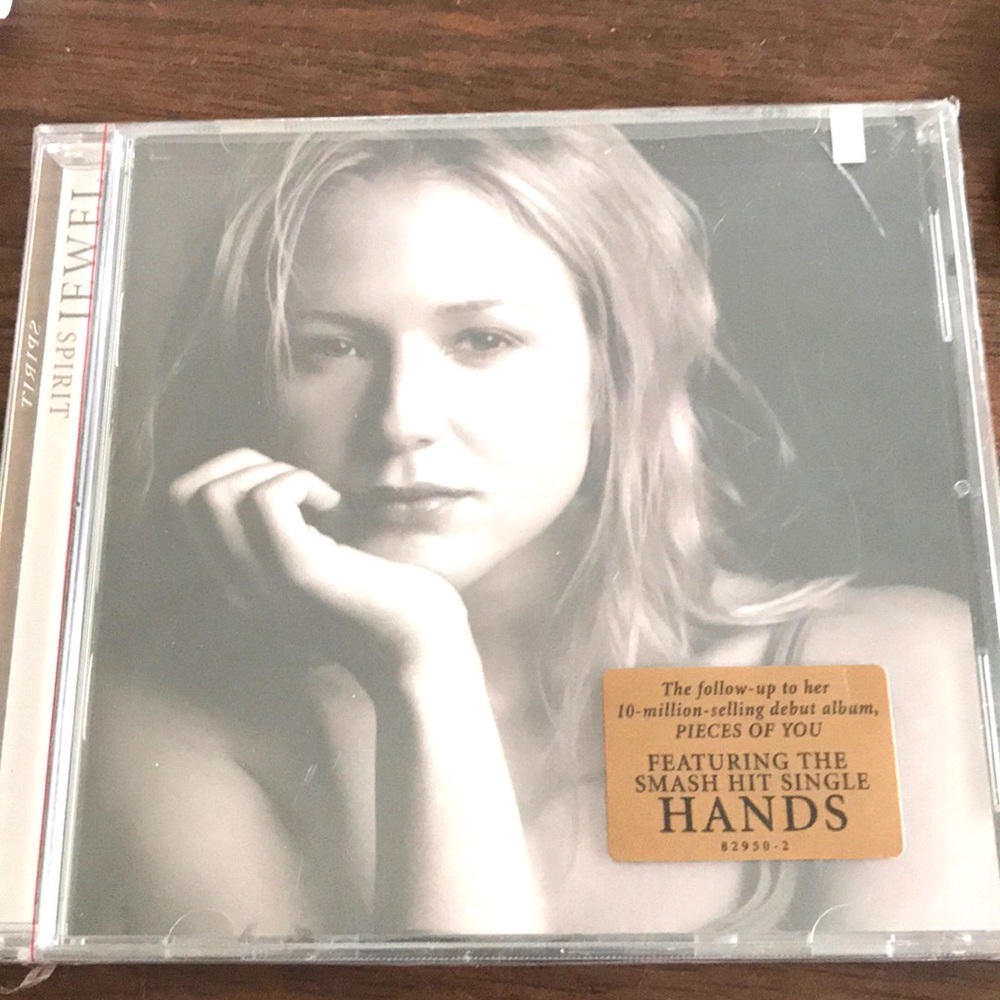 JEWEL SPIRIT
SPIRIT
The follow-up to her
10-million-selling debut album,
PIECES OF YOU
FEATURING THE
SMASH HIT SINGLE
HANDS
82950-2